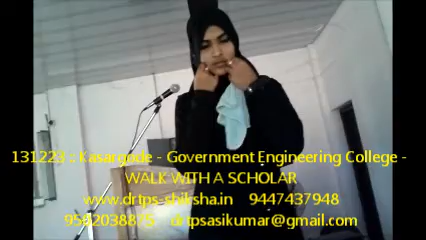 131223 : Kasargode - Government Engineering College -
WALK WITH A SCHOLAR
www.drtps-shiksha.in 9447437948
9562038875 drtpsasikumar@gmail.com